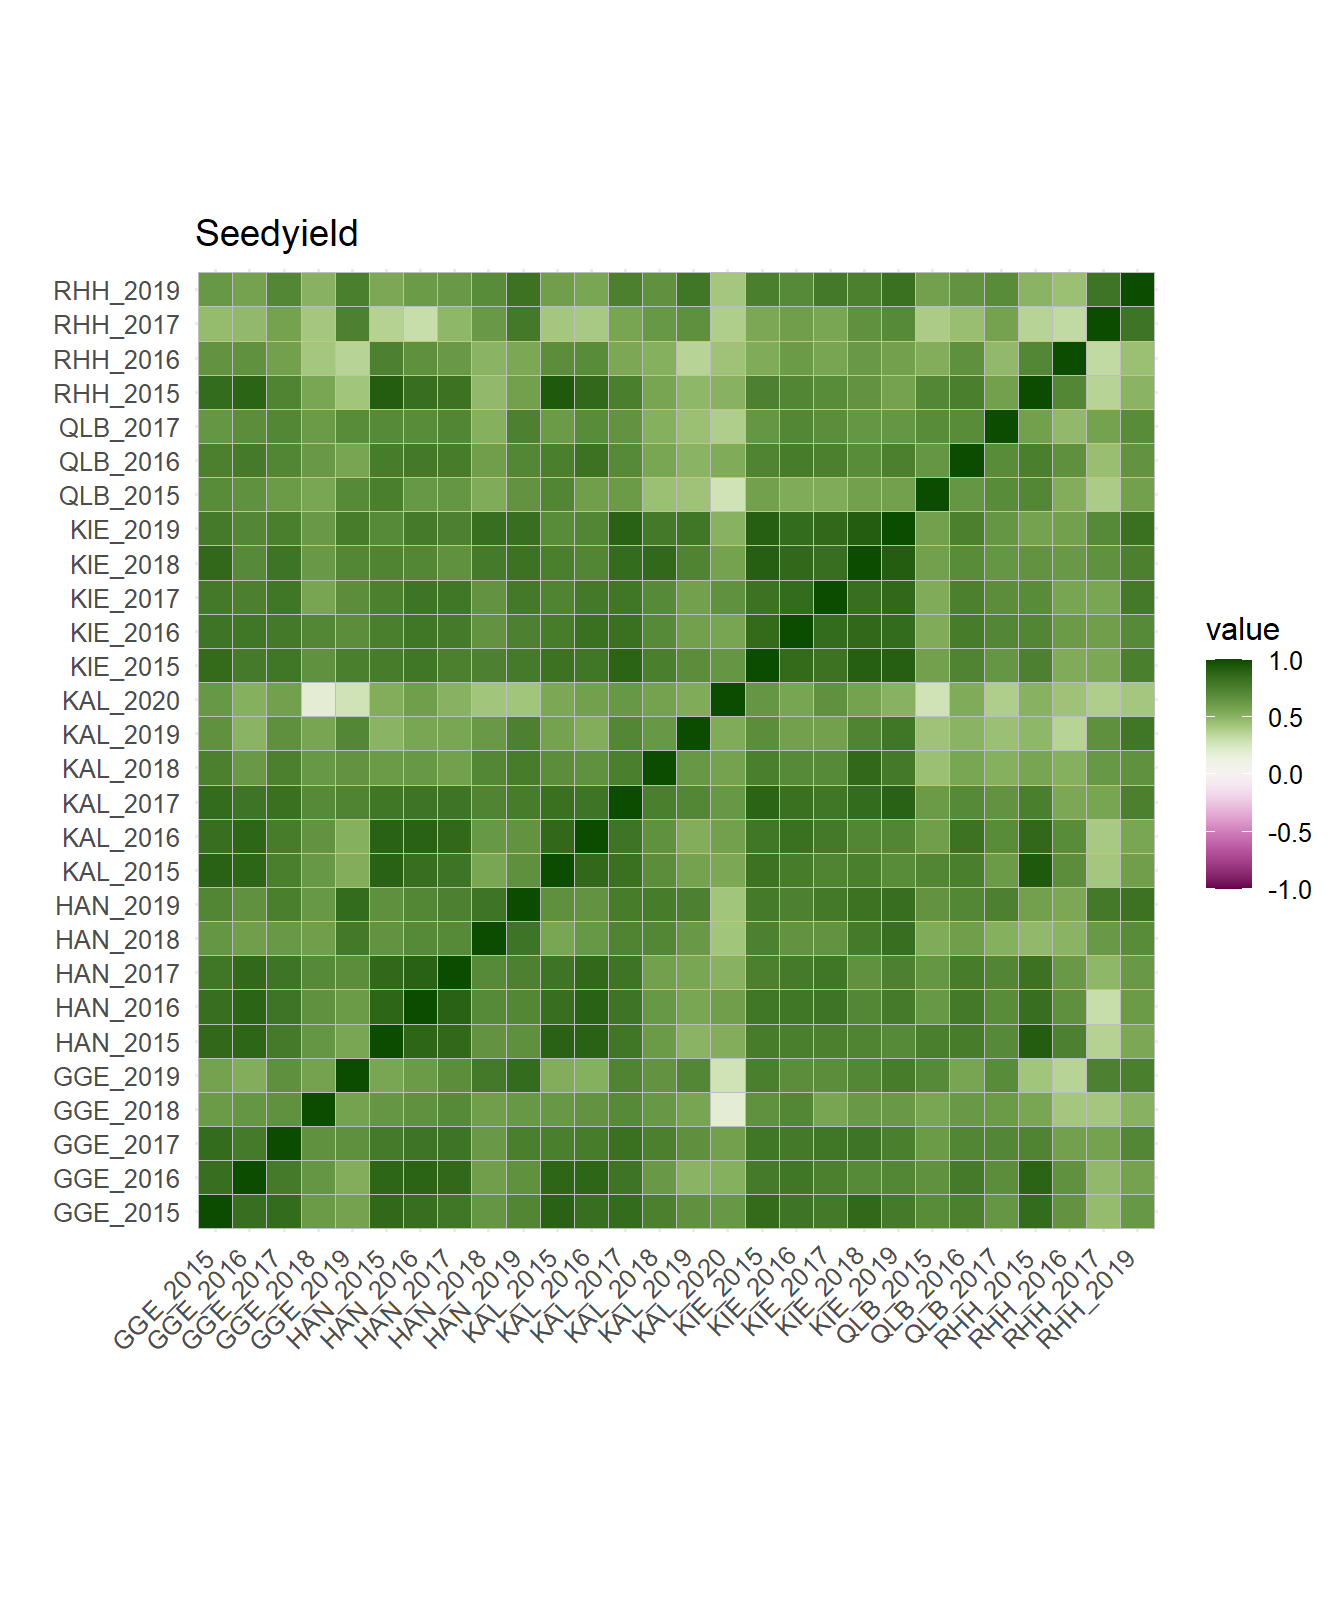 Seedyield
RHH_2019
RHH_2017
RHH_2016
RHH_2015
QLB_2017
QLB_2016
QLB_2015
KIE_2019
KIE_2018
KIE_2017
KIE_2016
KIE_2015
KAL_2020
KAL_2019
KAL_2018
KAL_2017
KAL_2016
KAL_2015
HAN_2019
HAN_2018
HAN_2017
HAN_2016
HAN_2015
GGE_2019
GGE_2018
GGE_2017
GGE_2016
GGE_2015
GGE_2015
GGE_2016
GGE_2017
GGE_2018
GGE_2019
HAN_2015
HAN_2016
HAN_2017
HAN_2018
HAN_2019
KAL_2015
KAL_2016
KAL_2017
KAL_2018
KAL_2019
KAL_2020
KIE_2015
KIE_2016
KIE_2017
KIE_2018
KIE_2019
QLB_2015
QLB_2016
QLB_2017
RHH_2015
RHH_2016
RHH_2017
RHH_2019
value
1.0
0.5
0.0
-0.5
-1.0